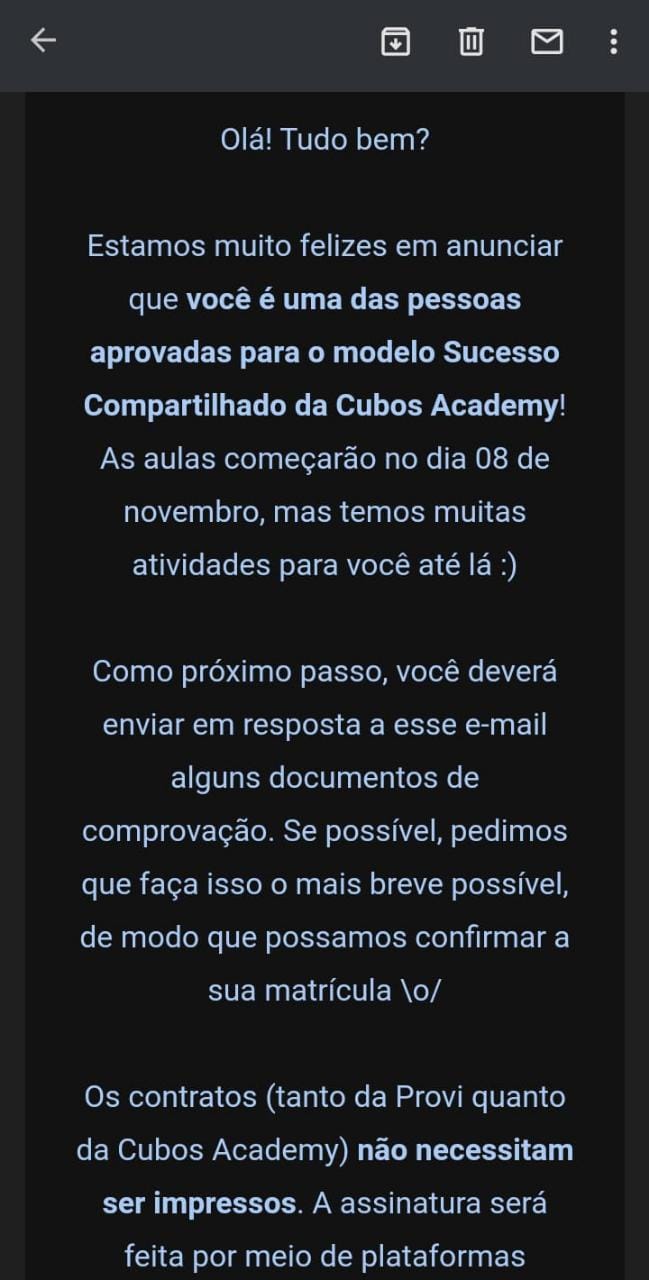 Olá! Tudo bem?
Estamos muito felizes em anunciar
que você é uma das pessoas
aprovadas para o modelo Sucesso
Compartilhado da Cubos Academy!
As aulas começarão no dia 08 de
novembro, mas temos muitas
atividades para você até lá :)
Como próximo passo, você deverá
enviar em resposta a esse e-mail
alguns documentos de
comprovação. Se possível, pedimos
que faça isso o mais breve possível,
de modo que possamos confirmar a
sua matrícula \o/
Os contratos (tanto da Provi quanto
da Cubos Academy) não necessitam
ser impressos. A assinatura será
feita por meio de plataformas